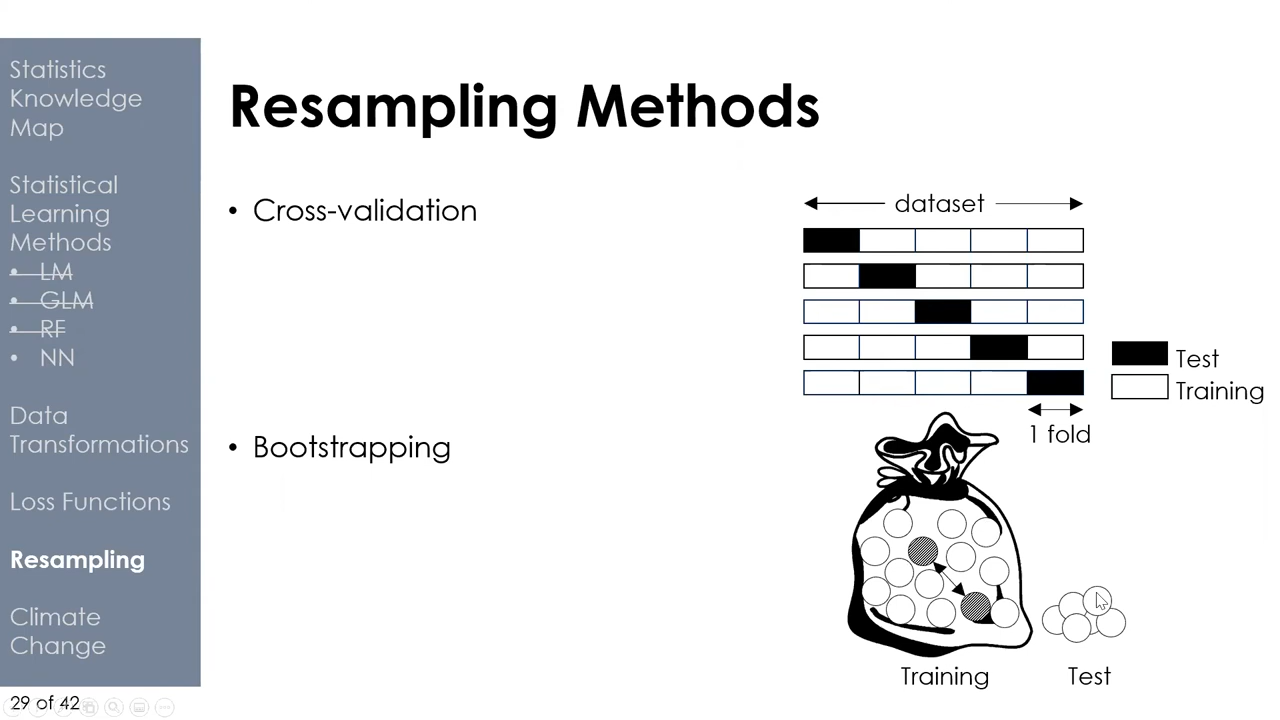 Statistics
Knowledge
Map
Statistical
Learning
Methods
• LM
• GLM
• RF
• NN
Data
Transformations
Loss Functions
Resampling
Climate
Change
29 of 42
Resampling Methods
• Cross-validation
• Bootstrapping
dataset
Test
Training
1 fold
Training
Test